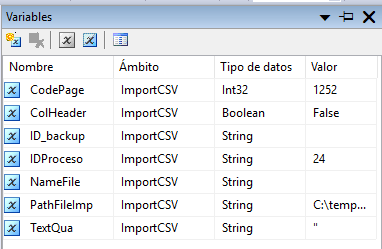 Variables
Nombre Ámbito Tipo de datos Valor
CodePage ImportCSV Int32 1252
ColHeader ImportCSV Boolean False
ID_backup ImportCSV String
IDProceso ImportCSV String 24
NameFile ImportCSV String
PathFileImp ImportCSV String C:\temp...
TextQua ImportCSV String "